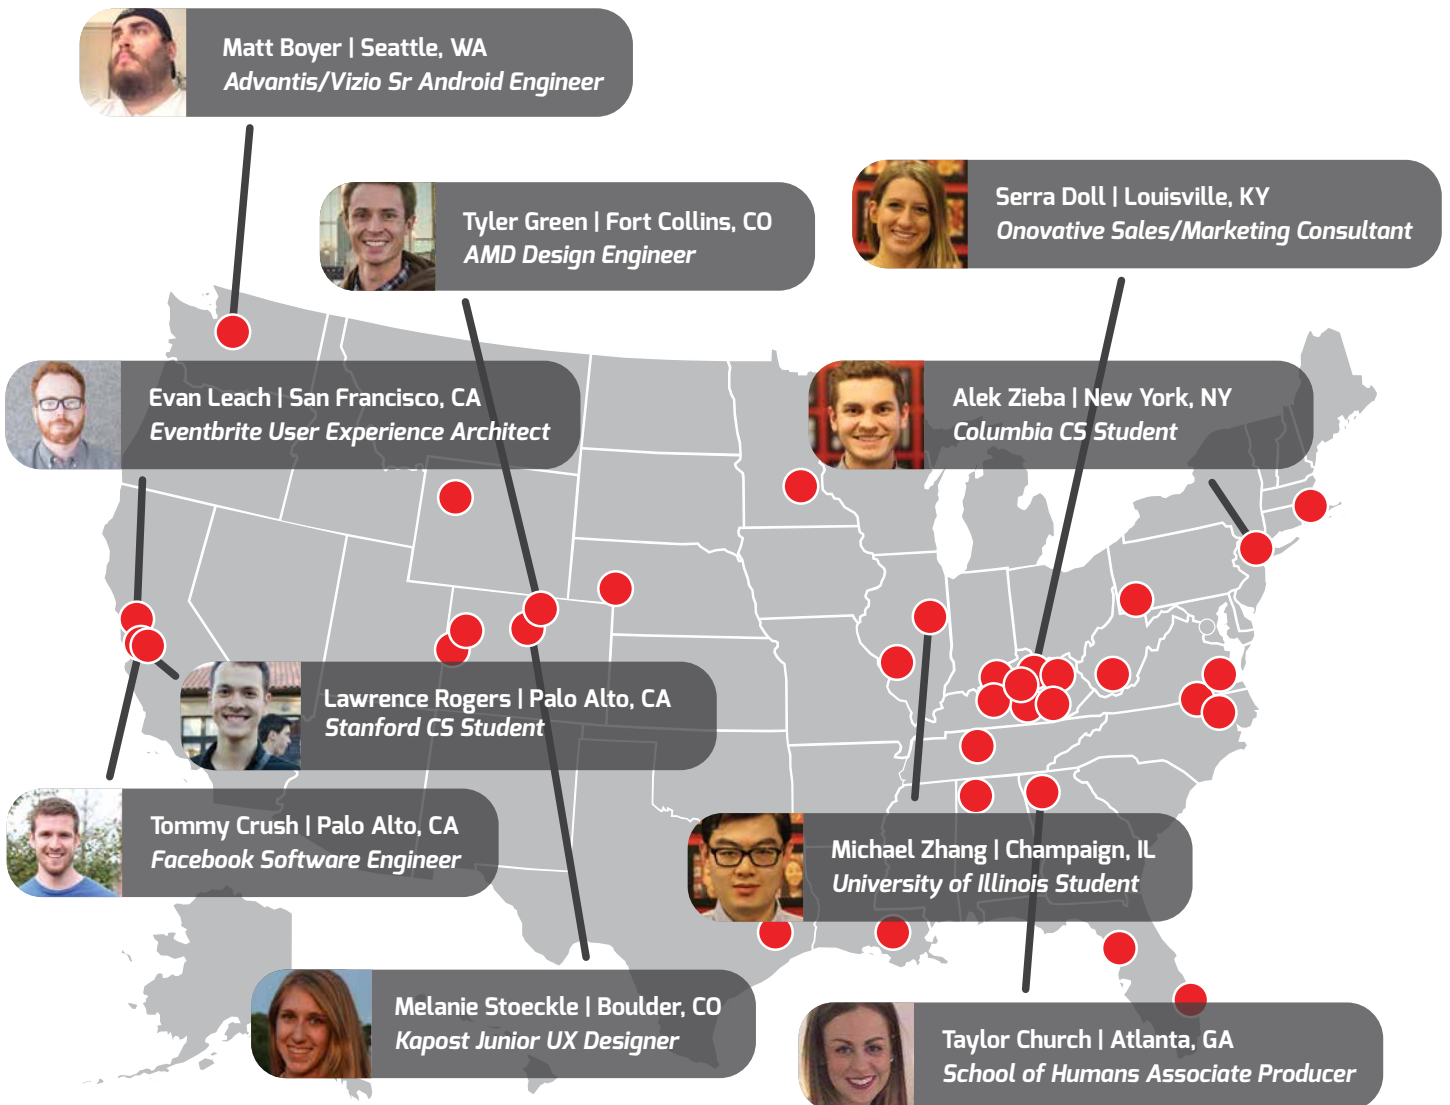 Matt Boyer | Seattle, WA
Advantis/Vizio Sr Android Engineer
Tyler Green | Fort Collins, CO
AMD Design Engineer
Serra Doll | Louisville, KY
Onovative Sales/Marketing Consultant
Evan Leach | San Francisco, CA
Eventbrite User Experience Architect
Alek Zieba | New York, NY
Columbia CS Student
Lawrence Rogers | Palo Alto, CA
Stanford CS Student
Tommy Crush | Palo Alto, CA
Facebook Software Engineer
Michael Zhang | Champaign, IL
University of Illinois Student
Melanie Stoeckle | Boulder, CO
Kapost Junior UX Designer
Taylor Church | Atlanta, GA
School of Humans Associate Producer